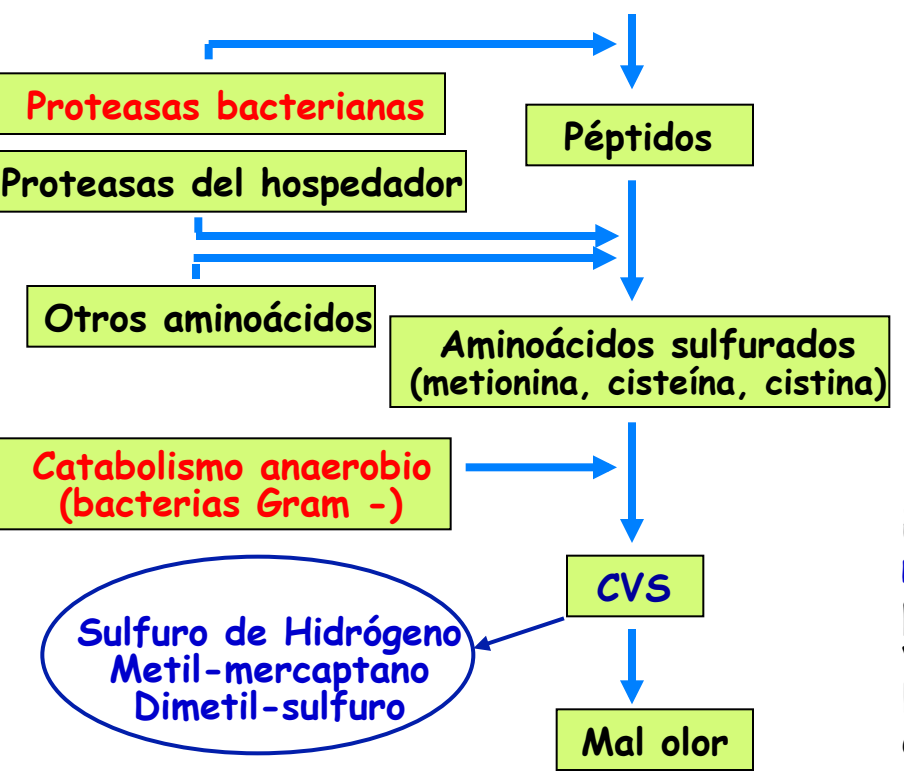 Proteasas bacterianas
Péptidos
Proteasas del hospedador
Otros aminoácidos
Aminoácidos sulfurados
(metionina, cisteína, cistina)
Catabolismo anaerobio
(bacterias Gram -)
CVS
Sulfuro de Hidrógeno
Metil-mercaptano
Dimetil-sulfuro
Mal olor